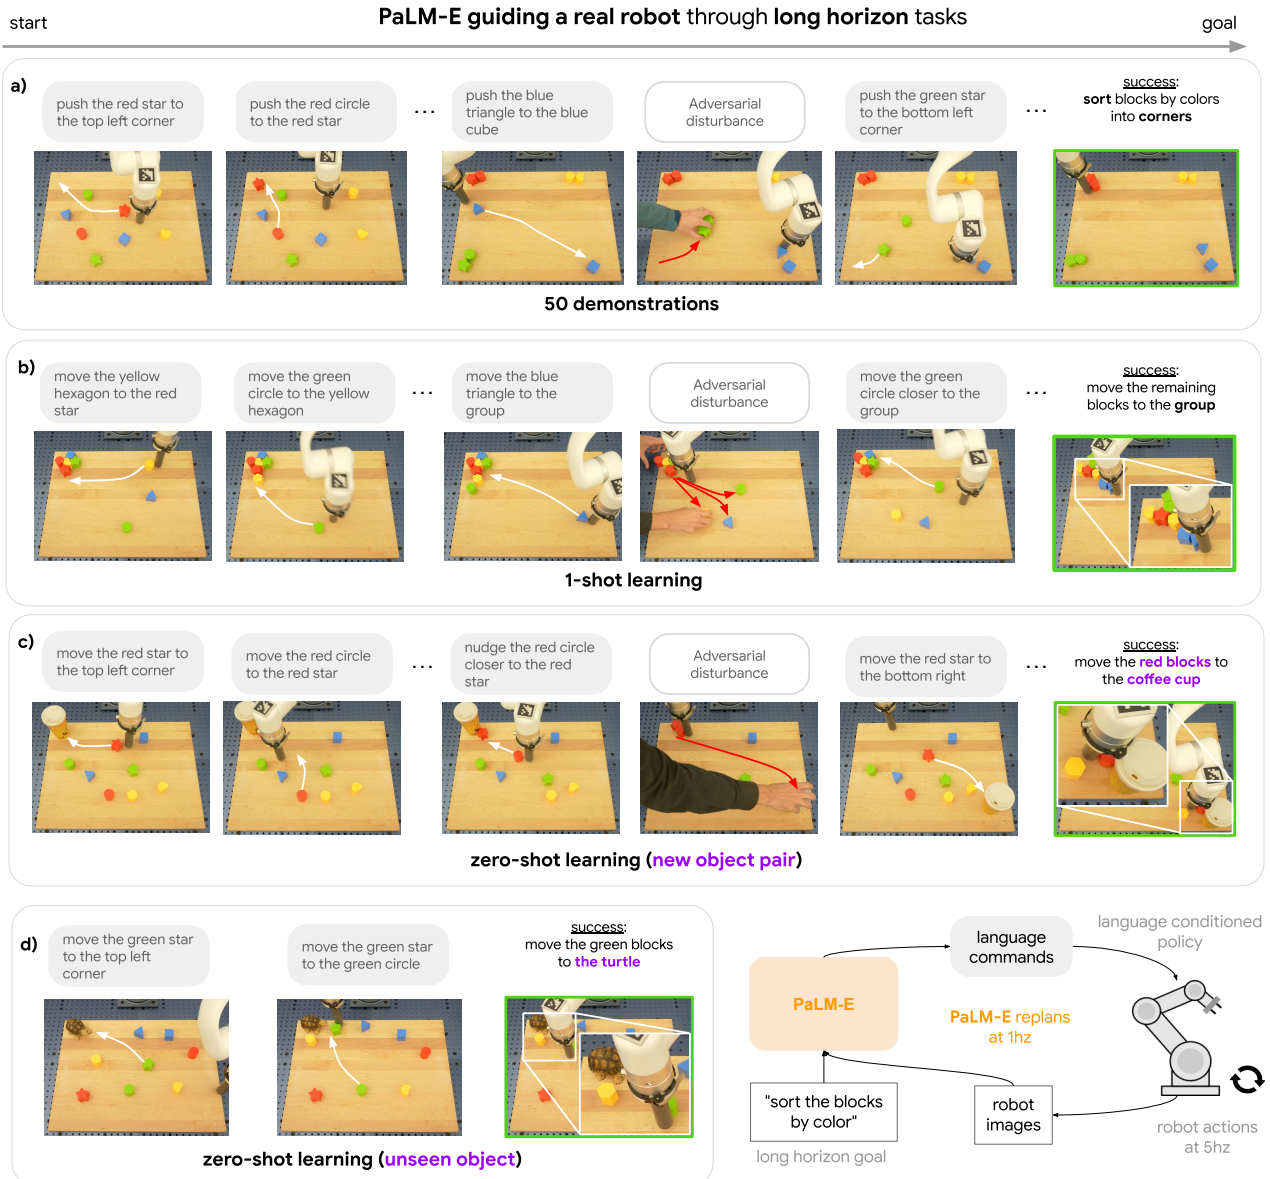 PaLM-E guiding a real robot through long horizon tasks
start
goal
a)
push the red star to
the top left corner
push the red circle
to the red star
...
push the blue
triangle to the blue
cube
Adversarial
disturbance
push the green star
to the bottom left
corner
...
success:
sort blocks by colors
into corners
50 demonstrations
b)
move the yellow
hexagon to the red
star
move the green
circle to the yellow
hexagon
...
move the blue
triangle to the
group
Adversarial
disturbance
move the green
circle closer to the
group
...
success:
move the remaining
blocks to the group
1-shot learning
c)
move the red star to
the top left corner
move the red circle
to the red star
...
nudge the red circle
closer to the red
star
Adversarial
disturbance
move the red star to
the bottom right
...
success:
move the red blocks to
the coffee cup
zero-shot learning (new object pair)
d)
move the green star
to the top left
corner
move the green star
to the green circle
success:
move the green blocks
to the turtle
zero-shot learning (unseen object)
language
commands
language conditioned
policy
PaLM-E
PaLM-E replans
at 1hz
"sort the blocks
by color"
long horizon goal
robot
images
robot actions
at 5hz